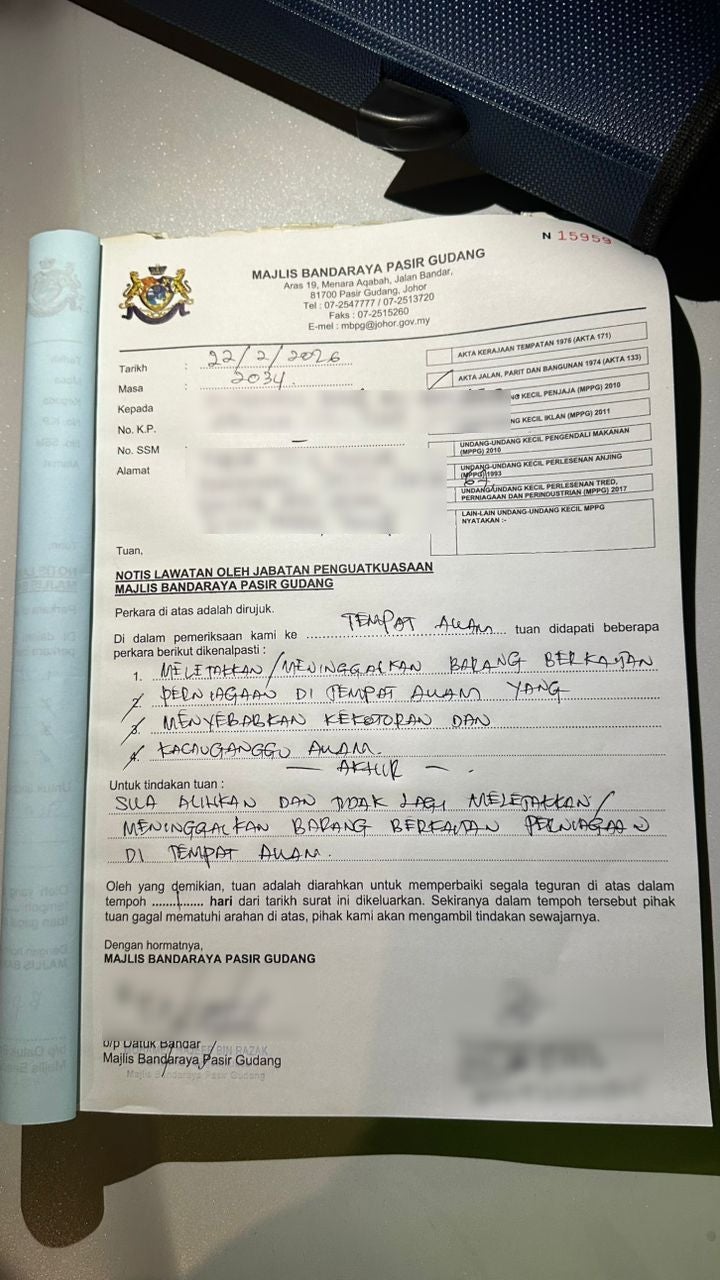 N 15959
MAJLIS BANDARAYA PASIR GUDANG
Aras 19, Menara Aqabah, Jalan Bandar,
81700 Pasir Gudang, Johor
Tel : 07-2547777 / 07-2513720
Faks : 07-2515260
E-mel : mbpg@johor.gov.my
Tarikh : 22/2/2026
Masa : 2034
Kepada
No. K.P.
No. SSM –
Alamat
AKTA KERAJAAN TEMPATAN 1976 (AKTA 171)
AKTA JALAN, PARIT DAN BANGUNAN 1974 (AKTA 133)
KECIL PENJAJA (MPPG) 2010
KECIL IKLAN (MPPG) 2011
UNDANG-UNDANG KECIL PENGENDALI MAKANAN
(MPPG) 2010
UNDANG-UNDANG KECIL PERLESENAN ANJING
(MPPG) 1993
UNDANG-UNDANG KECIL PERLESENAN TRED,
PERNIAGAAN DAN PERINDUSTRIAN (MPPG) 2017
LAIN-LAIN UNDANG-UNDANG KECIL MPPG
NYATAKAN :-
Tuan,
NOTIS LAWATAN OLEH JABATAN PENGUATKUASAAN
MAJLIS BANDARAYA PASIR GUDANG
Perkara di atas adalah dirujuk.
Di dalam pemeriksaan kami ke TEMPAT AWAM tuan didapati beberapa
perkara berikut dikenalpasti :
1. MELETAKKAN/MENINGGALKAN BARANG BERKAITAN
2. PERNIAGAAN DI TEMPAT AWAM YANG
3. MENYEBABKAN KEKOTORAN DAN
4. KACAUGANGGU AWAM.
— AKHIR —.
Untuk tindakan tuan :
SILA ALIHKAN DAN TIDAK LAGI MELETAKKAN/
MENINGGALKAN BARANG BERKAITAN PERNIAGAAN
DI TEMPAT AWAM.
Oleh yang demikian, tuan adalah diarahkan untuk memperbaiki segala teguran di atas dalam
tempoh ............ hari dari tarikh surat ini dikeluarkan. Sekiranya dalam tempoh tersebut pihak
tuan gagal mematuhi arahan di atas, pihak kami akan mengambil tindakan sewajarnya.
Dengan hormatnya,
MAJLIS BANDARAYA PASIR GUDANG
b/p Datuk Bandar
Majlis Bandaraya Pasir Gudang
BIN RAZAK
Majlis Bandaraya Pasir Gudang